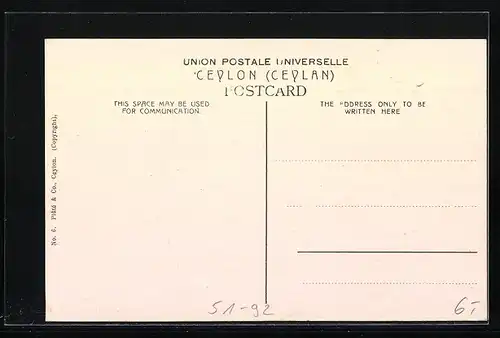 UNION POSTALE UNIVERSELLE
CEYLON (CEYLAN)
POSTCARD
THIS SPACE MAY BE USED
FOR COMMUNICATION.
THE ADDRESS ONLY TO BE
WRITTEN HERE
No. 6. Plâté & Co., Ceylon. (Copyright).
S1-92
6,-